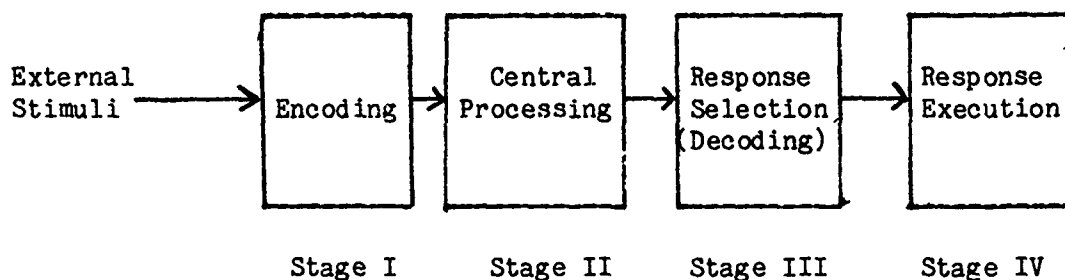 External
Stimuli
Encoding
Central
Processing
Response
Selection
(Decoding)
Response
Execution
Stage I
Stage II
Stage III
Stage IV